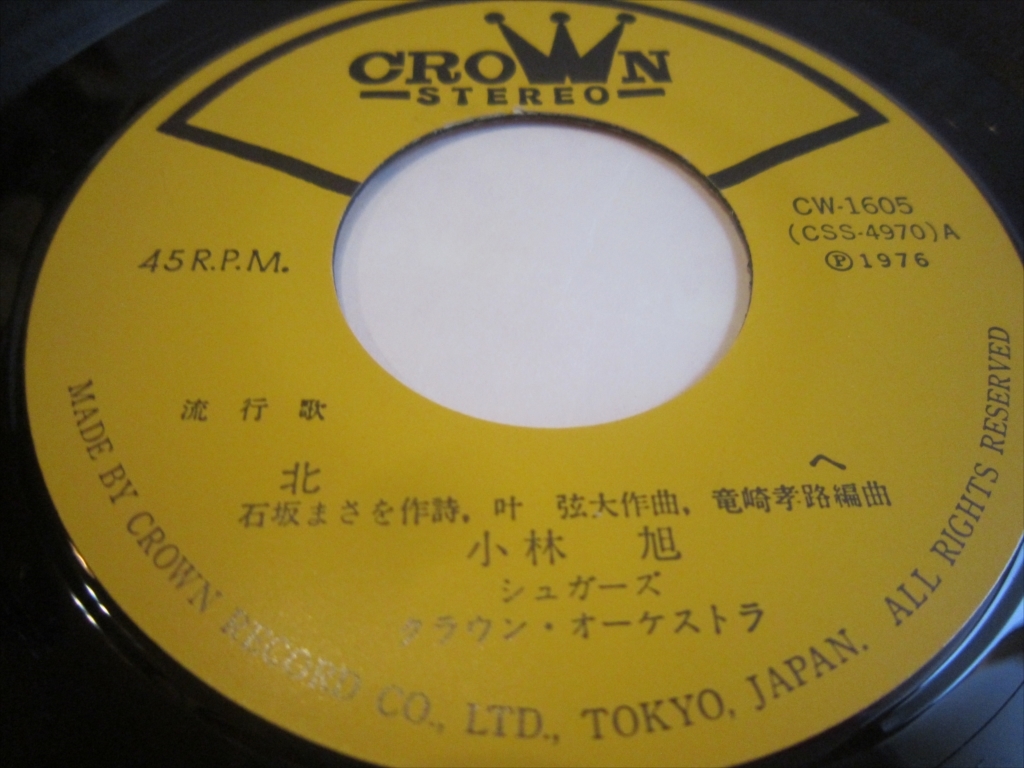 CROWN
STEREO
45 R.P.M.
CW-1605
(CSS-4970)A
Ⓟ1976
流行歌
北 へ
石坂まさを作詩, 叶 弦大作曲, 竜崎孝路編曲
小林 旭
シュガーズ
クラウン・オーケストラ
MADE BY CROWN RECORD CO., LTD., TOKYO, JAPAN. ALL RIGHTS RESERVED